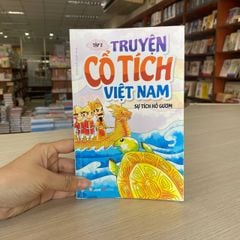 TẬP 2
TRUYỆN
CỔ TÍCH
VIỆT NAM
SỰ TÍCH HỒ GƯƠM